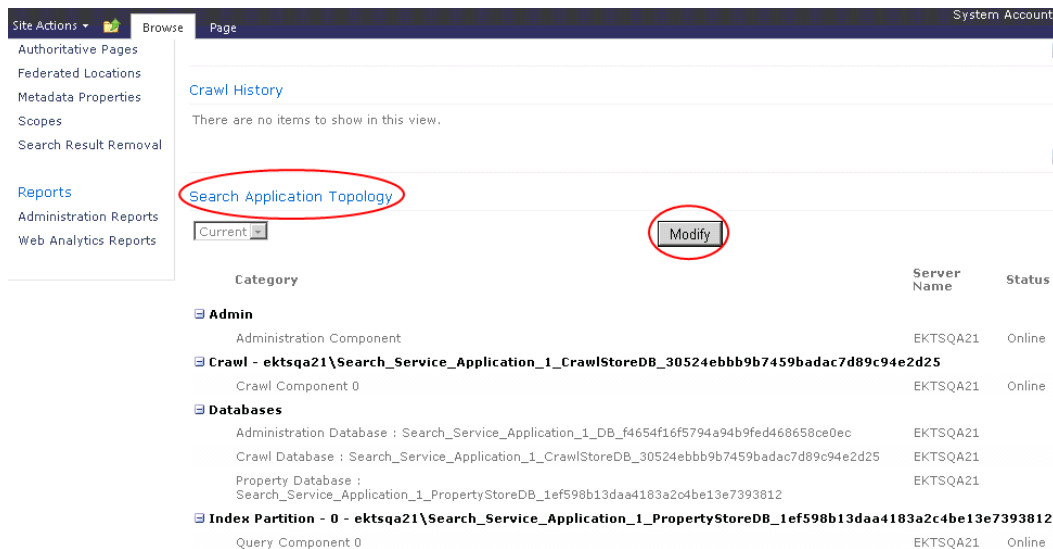 System Account
Site Actions Browse Page
Authoritative Pages
Federated Locations
Metadata Properties
Scopes
Search Result Removal
Reports
Administration Reports
Web Analytics Reports
Crawl History
There are no items to show in this view.
Search Application Topology
Current
Modify
Category Server Name Status
Admin
Administration Component EKTSQA21 Online
Crawl - ektsqa21\Search_Service_Application_1_CrawlStoreDB_30524ebbb9b7459badac7d89c94e2d25
Crawl Component 0 EKTSQA21 Online
Databases
Administration Database : Search_Service_Application_1_DB_f4654f16f5794a94b9fed468658ce0ec EKTSQA21
Crawl Database : Search_Service_Application_1_CrawlStoreDB_30524ebbb9b7459badac7d89c94e2d25 EKTSQA21
Property Database : EKTSQA21
Search_Service_Application_1_PropertyStoreDB_1ef598b13daa4183a2c4be13e7393812
Index Partition - 0 - ektsqa21\Search_Service_Application_1_PropertyStoreDB_1ef598b13daa4183a2c4be13e7393812
Query Component 0 EKTSQA21 Online